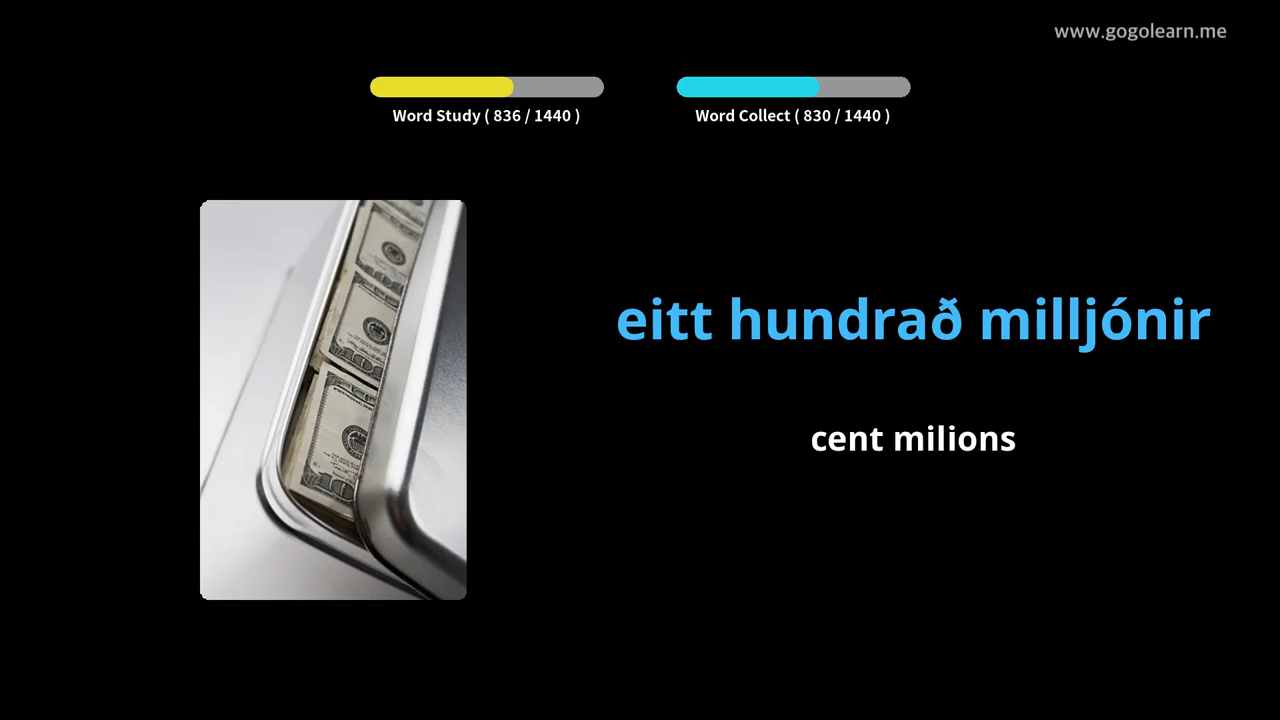 www.gogolearn.me
Word Study ( 836 / 1440 )
Word Collect ( 830 / 1440 )
eitt hundrað milljónir
cent milions